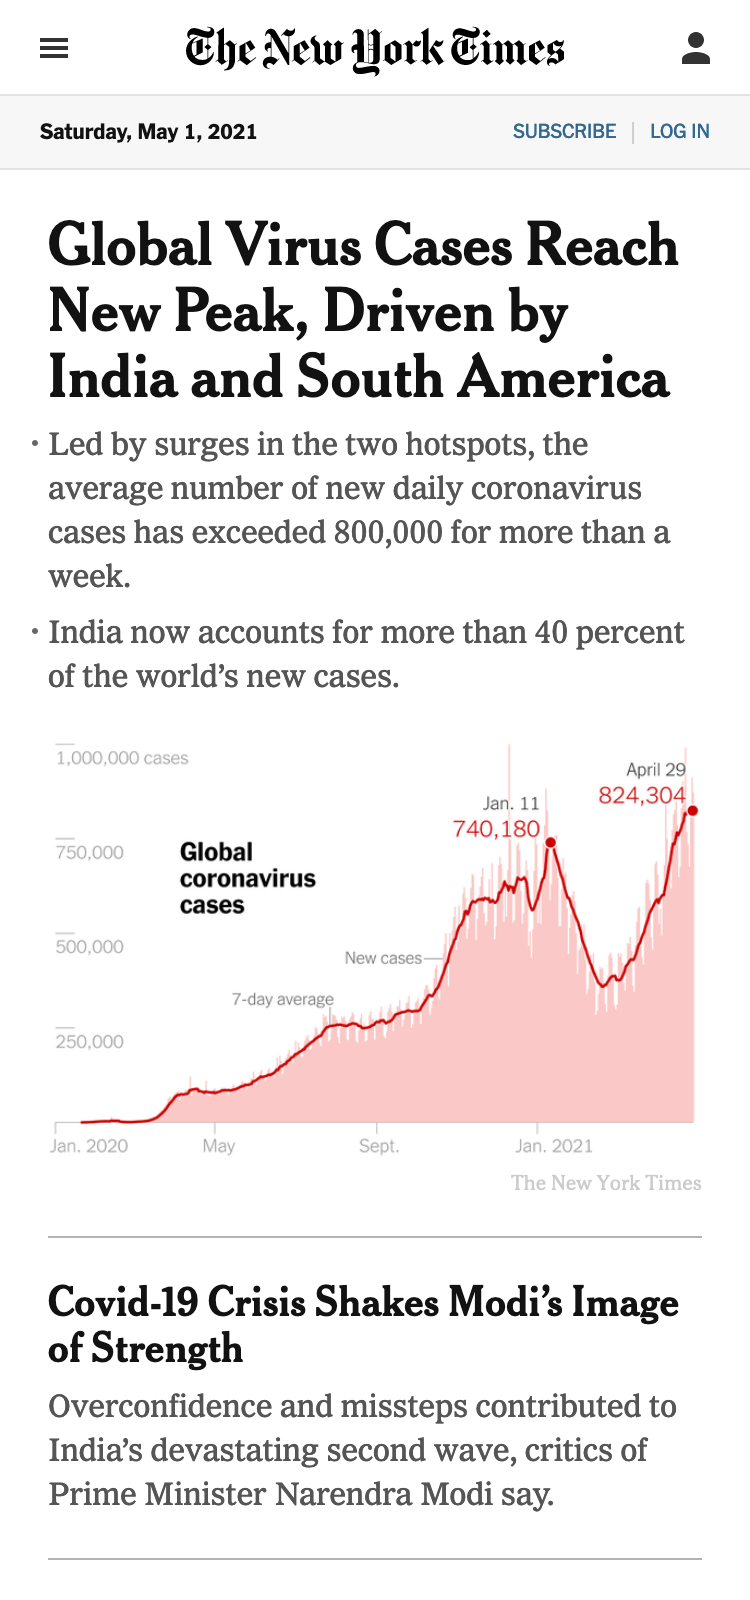 The New York Times
Saturday, May 1, 2021
SUBSCRIBE | LOG IN
Global Virus Cases Reach
New Peak, Driven by
India and South America
• Led by surges in the two hotspots, the
average number of new daily coronavirus
cases has exceeded 800,000 for more than a
week.
• India now accounts for more than 40 percent
of the world’s new cases.
1,000,000 cases
April 29
824,304
Jan. 11
740,180
750,000
Global
coronavirus
cases
500,000
New cases
7-day average
250,000
Jan. 2020 May Sept. Jan. 2021
The New York Times
Covid-19 Crisis Shakes Modi’s Image
of Strength
Overconfidence and missteps contributed to
India’s devastating second wave, critics of
Prime Minister Narendra Modi say.